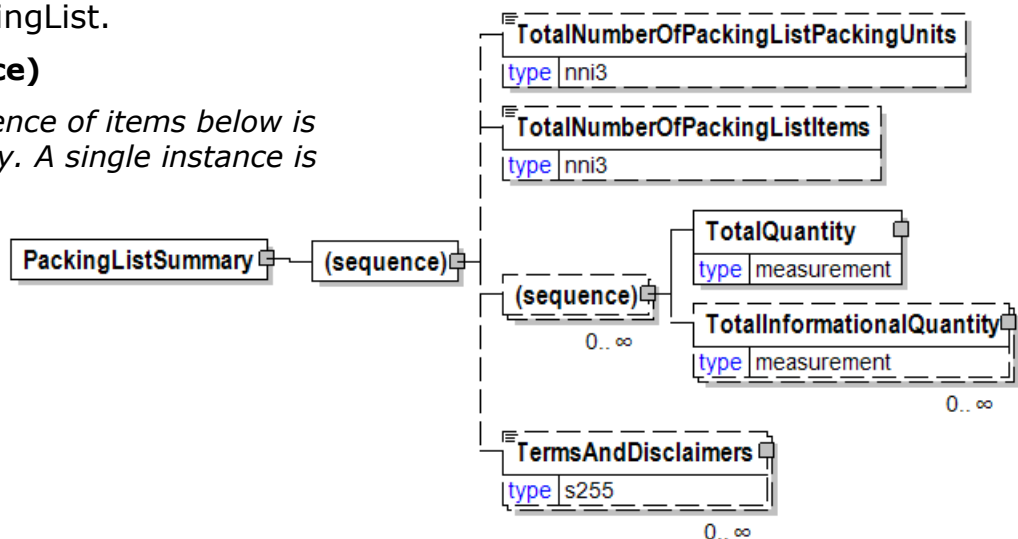 ingList.
ce)
ence of items below is
y. A single instance is
TotalNumberOfPackingListPackingUnits
type nni3
TotalNumberOfPackingListItems
type nni3
PackingListSummary
(sequence)
(sequence)
0.. ∞
TotalQuantity
type measurement
TotalInformationalQuantity
type measurement
0.. ∞
TermsAndDisclaimers
type s255
0.. ∞